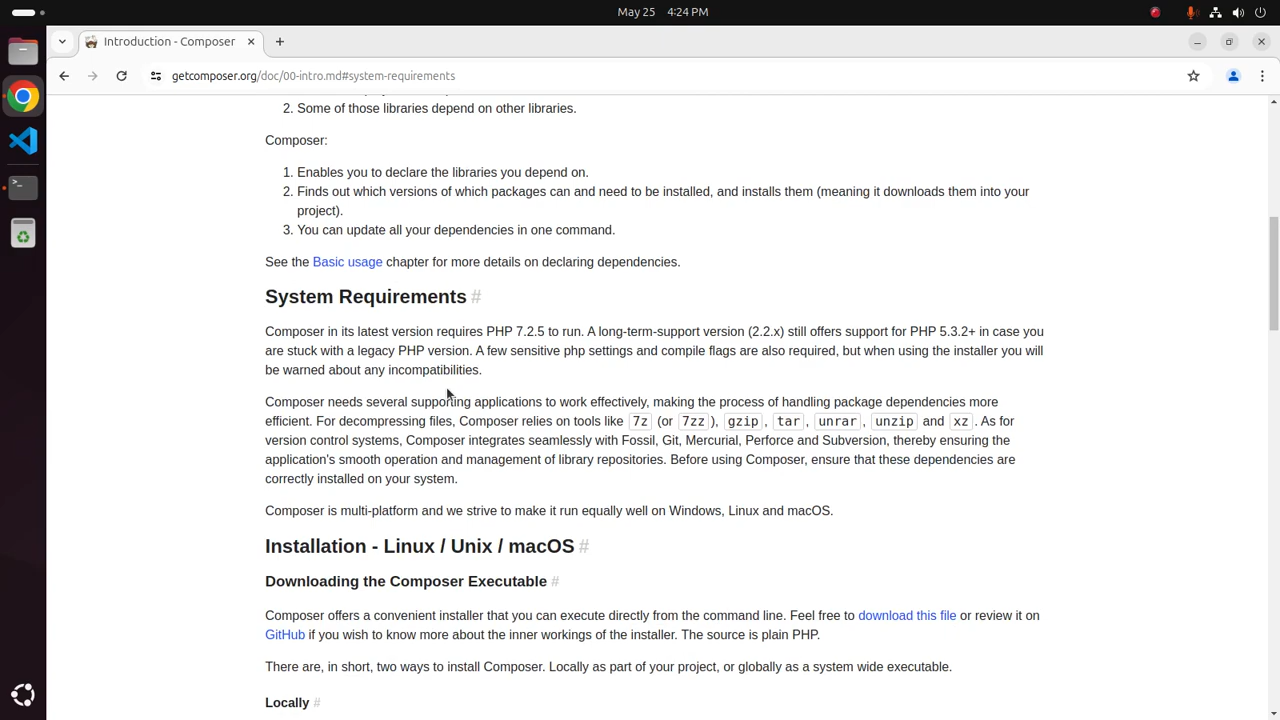 May 25 4:24 PM
Introduction - Composer
getcomposer.org/doc/00-intro.md#system-requirements
2. Some of those libraries depend on other libraries.
Composer:
1. Enables you to declare the libraries you depend on.
2. Finds out which versions of which packages can and need to be installed, and installs them (meaning it downloads them into your
project).
3. You can update all your dependencies in one command.
See the Basic usage chapter for more details on declaring dependencies.
System Requirements #
Composer in its latest version requires PHP 7.2.5 to run. A long-term-support version (2.2.x) still offers support for PHP 5.3.2+ in case you
are stuck with a legacy PHP version. A few sensitive php settings and compile flags are also required, but when using the installer you will
be warned about any incompatibilities.
Composer needs several supporting applications to work effectively, making the process of handling package dependencies more
efficient. For decompressing files, Composer relies on tools like 7z (or 7zz), gzip, tar, unrar, unzip and xz. As for
version control systems, Composer integrates seamlessly with Fossil, Git, Mercurial, Perforce and Subversion, thereby ensuring the
application's smooth operation and management of library repositories. Before using Composer, ensure that these dependencies are
correctly installed on your system.
Composer is multi-platform and we strive to make it run equally well on Windows, Linux and macOS.
Installation - Linux / Unix / macOS #
Downloading the Composer Executable #
Composer offers a convenient installer that you can execute directly from the command line. Feel free to download this file or review it on
GitHub if you wish to know more about the inner workings of the installer. The source is plain PHP.
There are, in short, two ways to install Composer. Locally as part of your project, or globally as a system wide executable.
Locally #